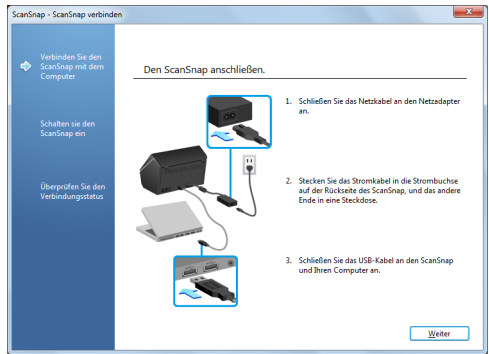 ScanSnap - ScanSnap verbinden
Verbinden Sie den
ScanSnap mit dem
Computer
Schalten sie den
ScanSnap ein
Überprüfen Sie den
Verbindungsstatus
Den ScanSnap anschließen.
1. Schließen Sie das Netzkabel an den Netzadapter
an.
2. Stecken Sie das Stromkabel in die Strombuchse
auf der Rückseite des ScanSnap, und das andere
Ende in eine Steckdose.
3. Schließen Sie das USB-Kabel an den ScanSnap
und Ihren Computer an.
Weiter